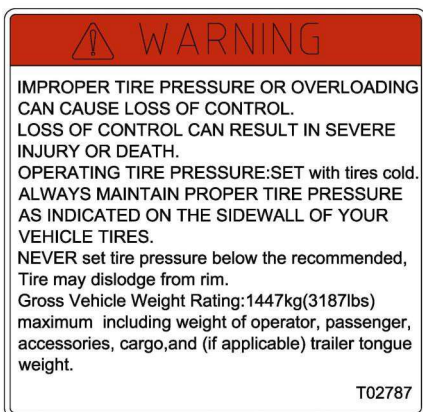 WARNING
IMPROPER TIRE PRESSURE OR OVERLOADING
CAN CAUSE LOSS OF CONTROL.
LOSS OF CONTROL CAN RESULT IN SEVERE
INJURY OR DEATH.
OPERATING TIRE PRESSURE:SET with tires cold.
ALWAYS MAINTAIN PROPER TIRE PRESSURE
AS INDICATED ON THE SIDEWALL OF YOUR
VEHICLE TIRES.
NEVER set tire pressure below the recommended,
Tire may dislodge from rim.
Gross Vehicle Weight Rating:1447kg(3187lbs)
maximum including weight of operator, passenger,
accessories, cargo,and (if applicable) trailer tongue
weight.
T02787